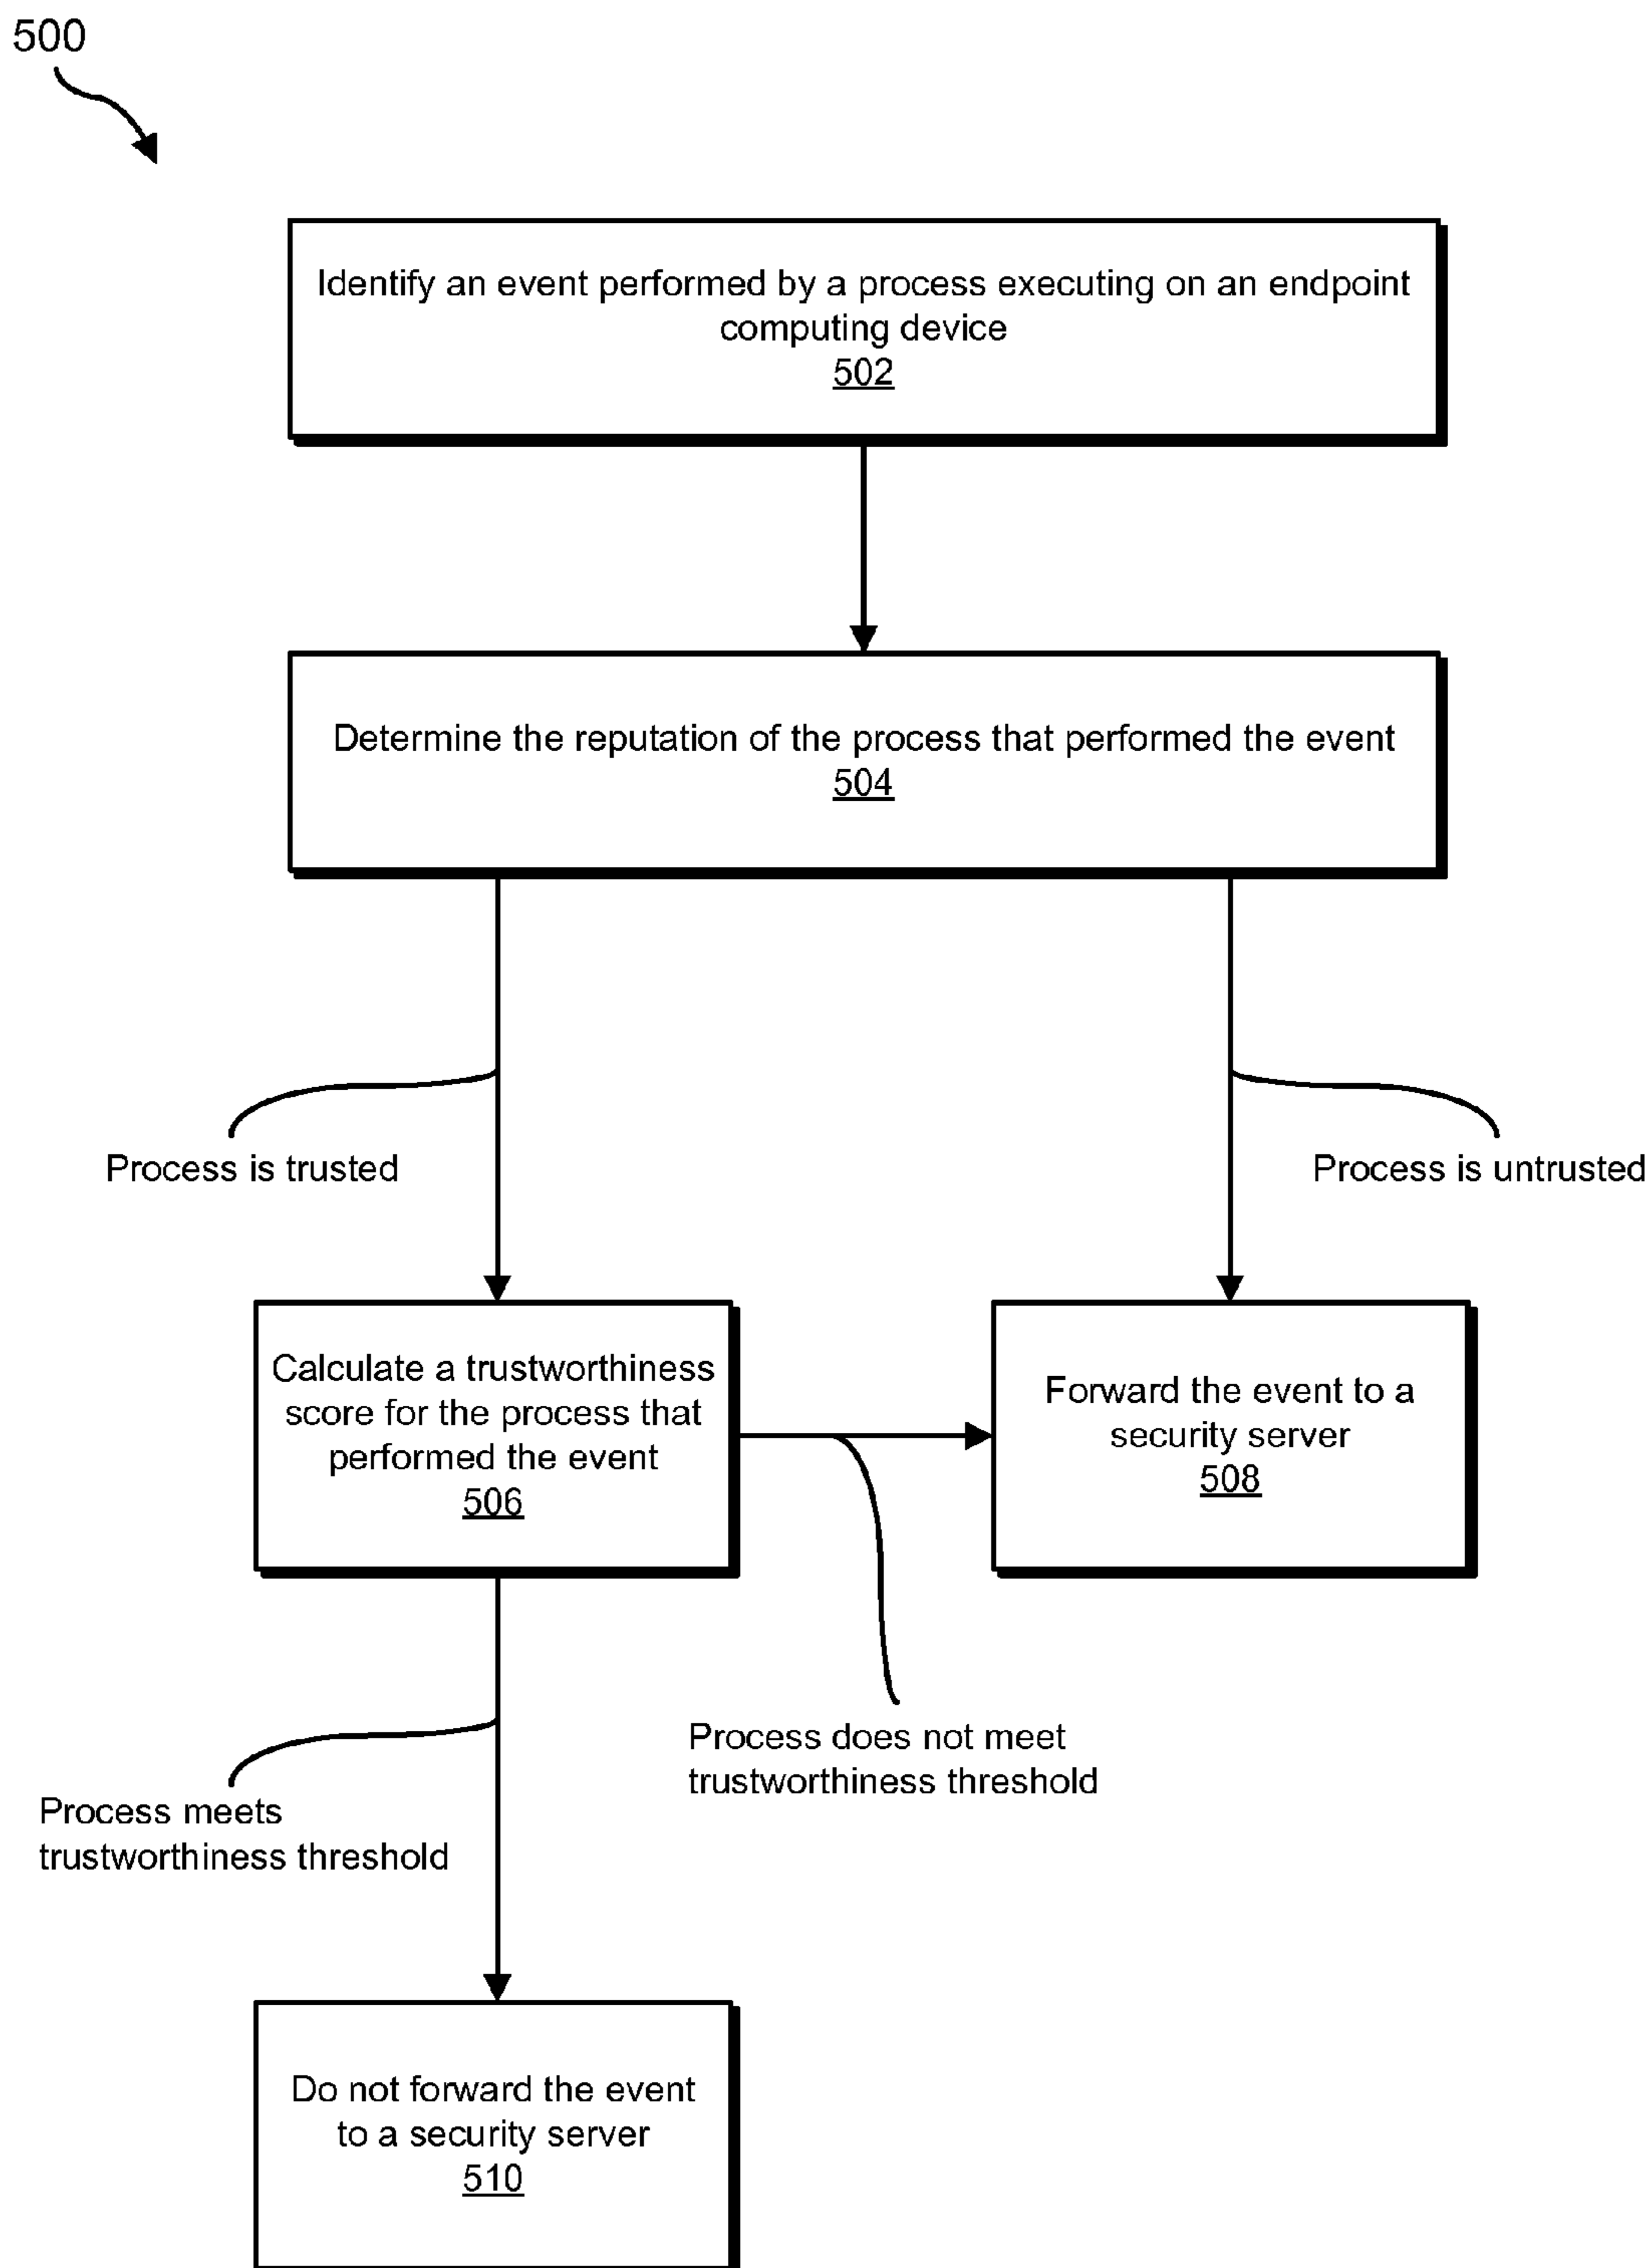 500
Identify an event performed by a process executing on an endpoint
computing device
502
Determine the reputation of the process that performed the event
504
Process is trusted
Process is untrusted
Calculate a trustworthiness
score for the process that
performed the event
506
Forward the event to a
security server
508
Process does not meet
trustworthiness threshold
Process meets
trustworthiness threshold
Do not forward the event
to a security server
510